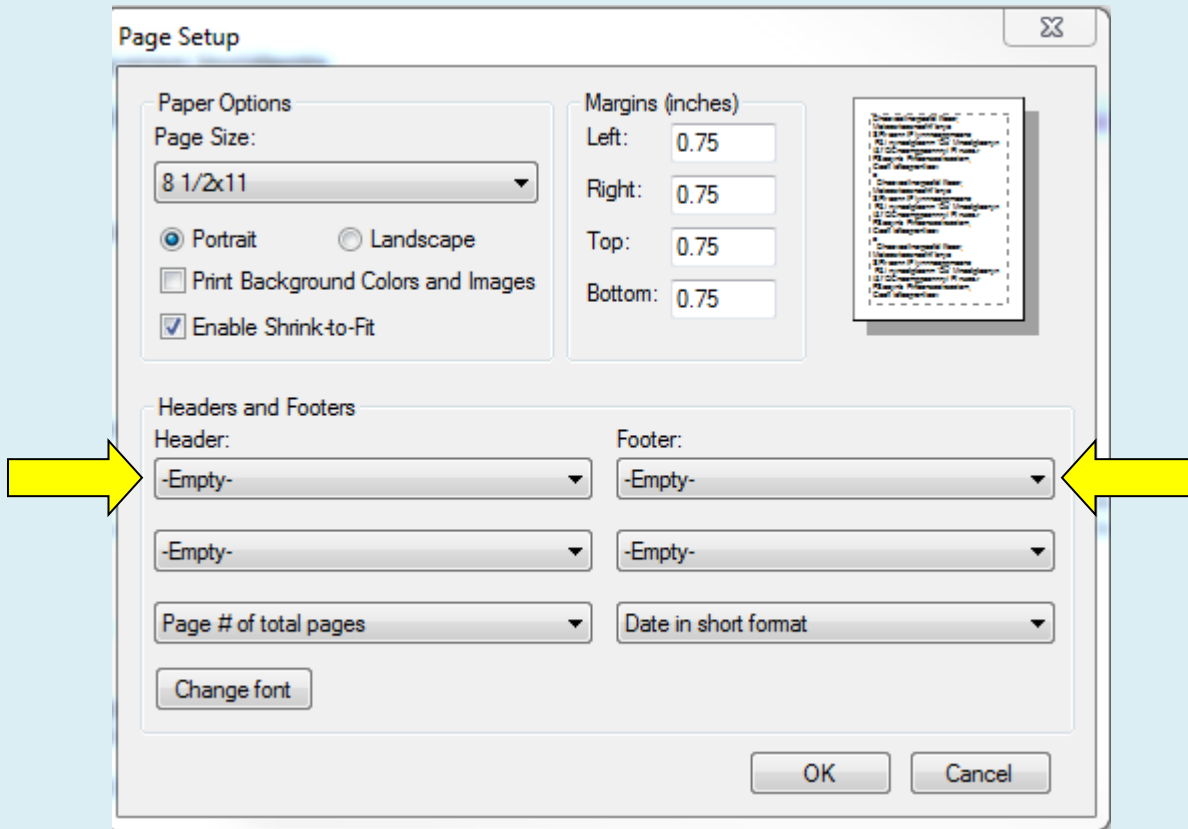 Page Setup
Paper Options
Page Size:
8 1/2x11
Portrait
Landscape
Print Background Colors and Images
Enable Shrink-to-Fit
Margins (inches)
Left: 0.75
Right: 0.75
Top: 0.75
Bottom: 0.75
Headers and Footers
Header:
-Empty-
-Empty-
Page # of total pages
Footer:
-Empty-
-Empty-
Date in short format
Change font
OK
Cancel